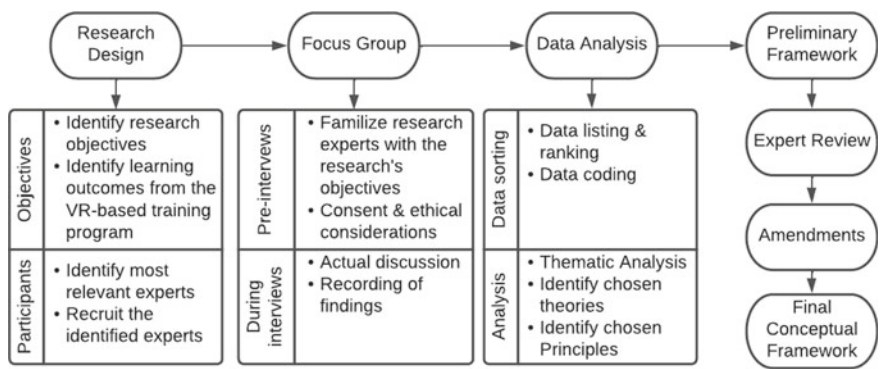 Research
Design
Focus Group
Data Analysis
Preliminary
Framework
Objectives
• Identify research
objectives
• Identify learning
outcomes from the
VR-based training
program
Participants
• Identify most
relevant experts
• Recruit the
identified experts
Pre-interviews
• Familize research
experts with the
research's
objectives
• Consent & ethical
considerations
During
interviews
• Actual discussion
• Recording of
findings
Data sorting
• Data listing &
ranking
• Data coding
Analysis
• Thematic Analysis
• Identify chosen
theories
• Identify chosen
Principles
Expert Review
Amendments
Final
Conceptual
Framework